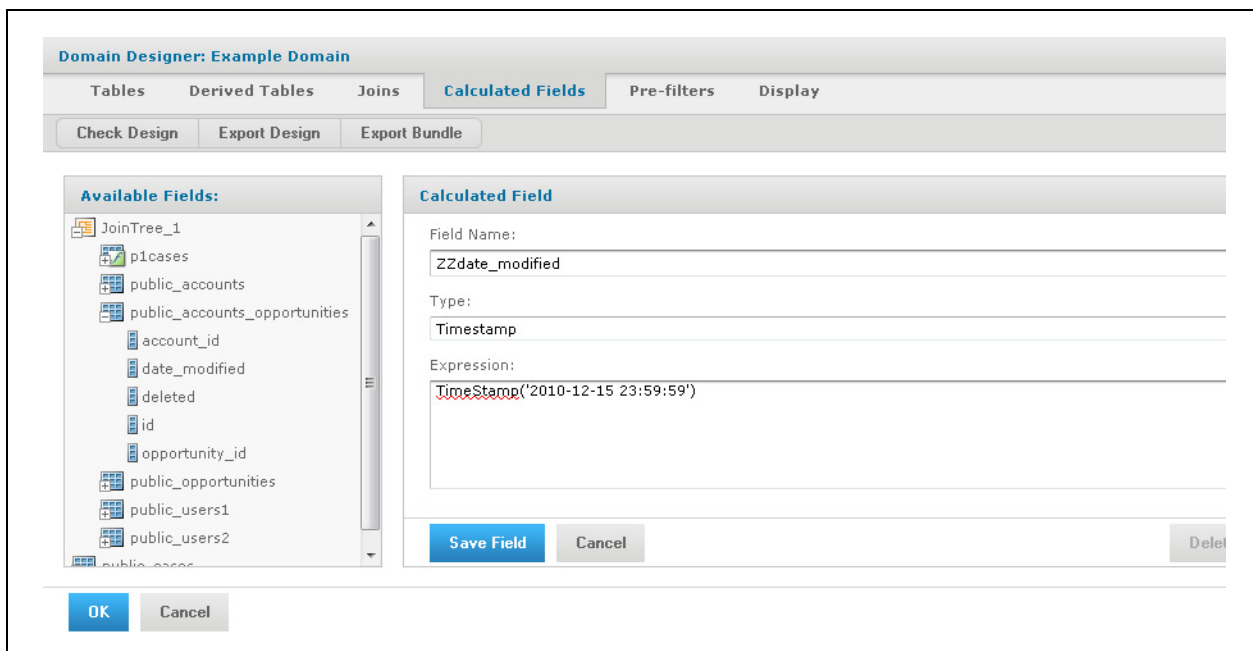 Domain Designer: Example Domain
Tables Derived Tables Joins Calculated Fields Pre-filters Display
Check Design Export Design Export Bundle
Available Fields:
JoinTree_1
p1cases
public_accounts
public_accounts_opportunities
account_id
date_modified
deleted
id
opportunity_id
public_opportunities
public_users1
public_users2
Calculated Field
Field Name:
ZZdate_modified
Type:
Timestamp
Expression:
TimeStamp('2010-12-15 23:59:59')
Save Field Cancel Delet
OK Cancel